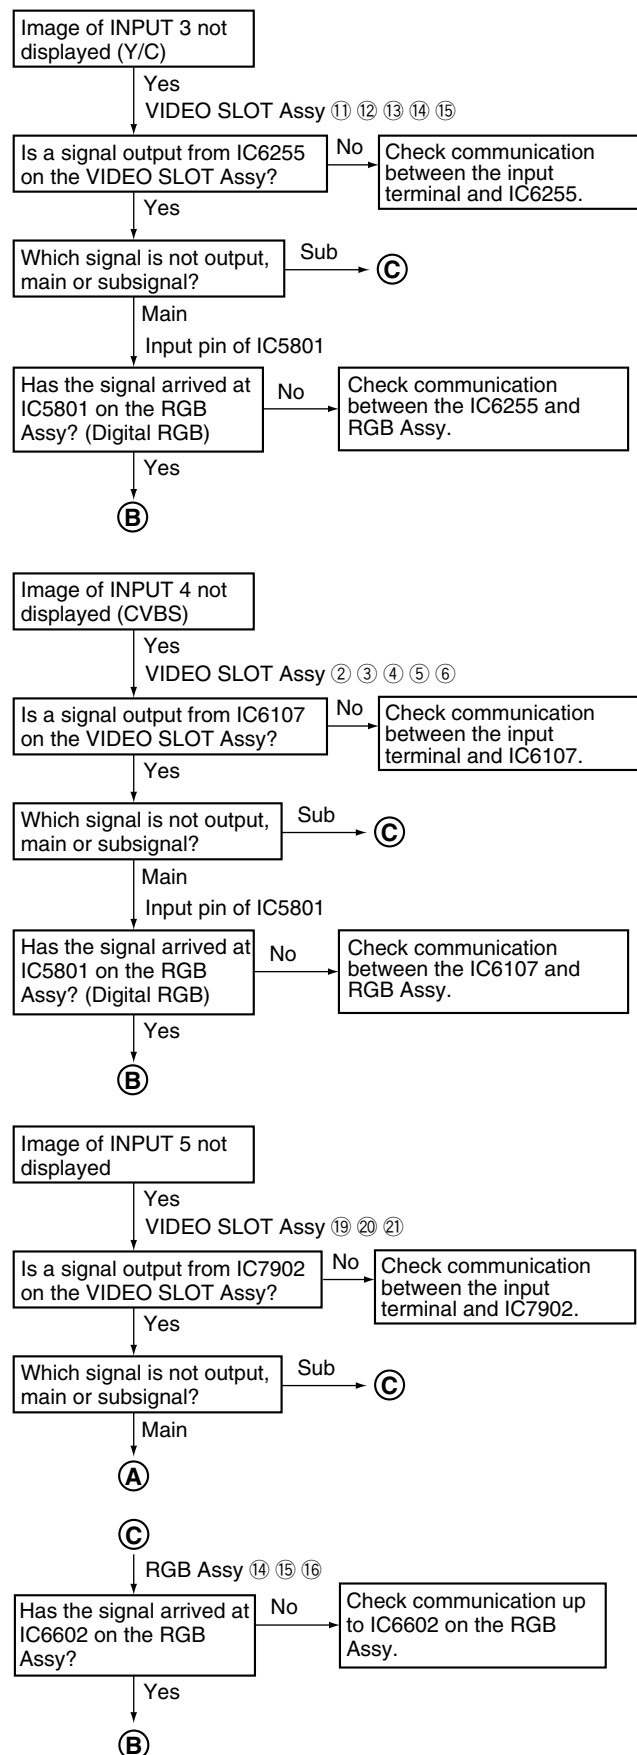 Image of INPUT 3 not
displayed (Y/C)
Yes
VIDEO SLOT Assy ⑪ ⑫ ⑬ ⑭ ⑮
Is a signal output from IC6255
on the VIDEO SLOT Assy?
No
Check communication
between the input
terminal and IC6255.
Yes
Which signal is not output,
main or subsignal?
Sub
C
Main
Input pin of IC5801
Has the signal arrived at
IC5801 on the RGB
Assy? (Digital RGB)
No
Check communication
between the IC6255 and
RGB Assy.
Yes
B
Image of INPUT 4 not
displayed (CVBS)
Yes
VIDEO SLOT Assy ② ③ ④ ⑤ ⑥
Is a signal output from IC6107
on the VIDEO SLOT Assy?
No
Check communication
between the input
terminal and IC6107.
Yes
Which signal is not output,
main or subsignal?
Sub
C
Main
Input pin of IC5801
Has the signal arrived at
IC5801 on the RGB
Assy? (Digital RGB)
No
Check communication
between the IC6107 and
RGB Assy.
Yes
B
Image of INPUT 5 not
displayed
Yes
VIDEO SLOT Assy ⑲ ⑳ ㉑
Is a signal output from IC7902
on the VIDEO SLOT Assy?
No
Check communication
between the input
terminal and IC7902.
Yes
Which signal is not output,
main or subsignal?
Sub
C
Main
A
C
RGB Assy ⑭ ⑮ ⑯
Has the signal arrived at
IC6602 on the RGB
Assy?
No
Check communication up
to IC6602 on the RGB
Assy.
Yes
B